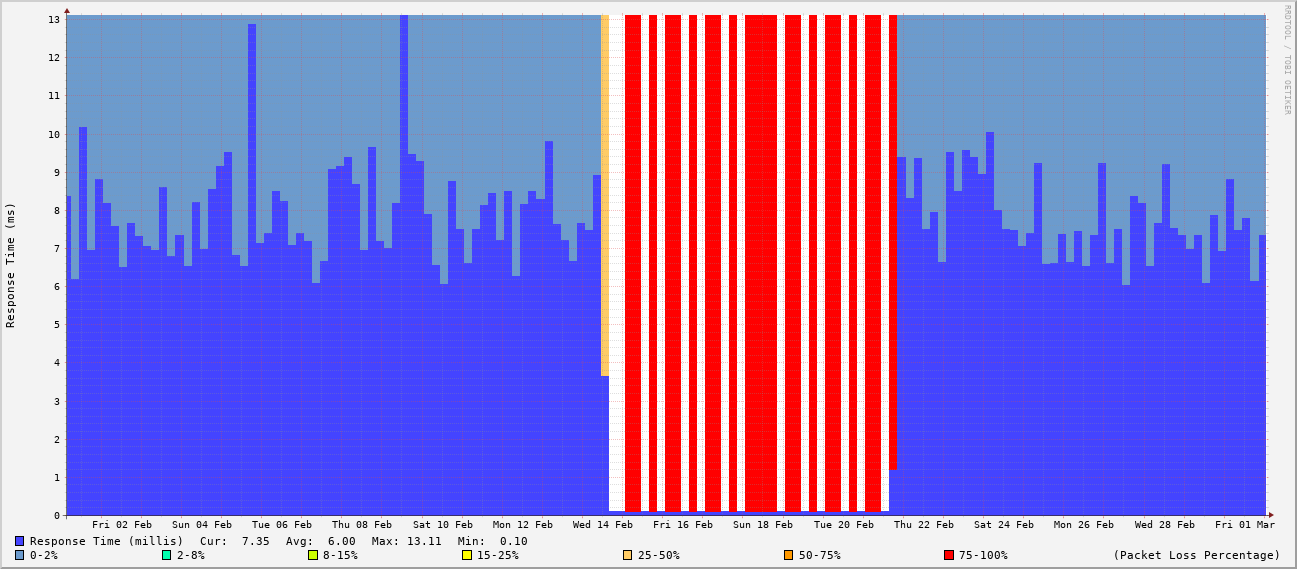 RRDTOOL / TOBI OETIKER
Response Time (ms)
13
12
11
10
9
8
7
6
5
4
3
2
1
0
Fri 02 Feb Sun 04 Feb Tue 06 Feb Thu 08 Feb Sat 10 Feb Mon 12 Feb Wed 14 Feb Fri 16 Feb Sun 18 Feb Tue 20 Feb Thu 22 Feb Sat 24 Feb Mon 26 Feb Wed 28 Feb Fri 01 Mar
Response Time (millis) Cur: 7.35 Avg: 6.00 Max: 13.11 Min: 0.10
0-2% 2-8% 8-15% 15-25% 25-50% 50-75% 75-100% (Packet Loss Percentage)